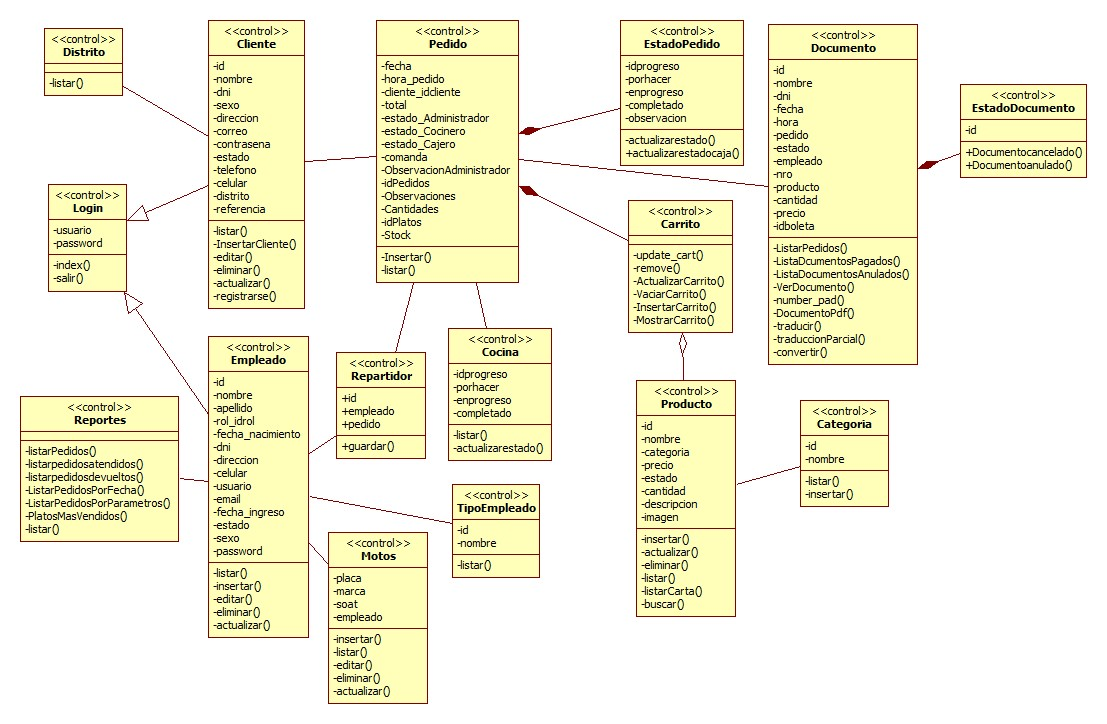 <<control>>
Distrito
-listar()
<<control>>
Cliente
-id
-nombre
-dni
-sexo
-direccion
-correo
-contrasena
-estado
-telefono
-celular
-distrito
-referencia
-listar()
-InsertarCliente()
-editar()
-eliminar()
-actualizar()
-registrarse()
<<control>>
Pedido
-fecha
-hora_pedido
-cliente_idcliente
-total
-estado_Administrador
-estado_Cocinero
-estado_Cajero
-comanda
-ObservacionAdministrador
-idPedidos
-Observaciones
-Cantidades
-idPlatos
-Stock
-Insertar()
-listar()
<<control>>
EstadoPedido
-idprogreso
-porhacer
-enprogreso
-completado
-observacion
-actualizarestado()
+actualizarestadocaja()
<<control>>
Documento
-id
-nombre
-dni
-fecha
-hora
-pedido
-estado
-empleado
-nro
-producto
-cantidad
-precio
-idboleta
-ListarPedidos()
-ListaDcumentosPagados()
-ListaDocumentosAnulados()
-VerDocumento()
-number_pad()
-DocumentoPdf()
-traducir()
-traduccionParcial()
-convertir()
<<control>>
EstadoDocumento
-id
+Documentocancelado()
+Documentoanulado()
<<control>>
Login
-usuario
-password
-index()
-salir()
<<control>>
Carrito
-update_cart()
-remove()
-ActualizarCarrito()
-VaciarCarrito()
-InsertarCarrito()
-MostrarCarrito()
<<control>>
Empleado
-id
-nombre
-apellido
-rol_idrol
-fecha_nacimiento
-dni
-direccion
-celular
-usuario
-email
-fecha_ingreso
-estado
-sexo
-password
-listar()
-insertar()
-editar()
-eliminar()
-actualizar()
<<control>>
Repartidor
+id
+empleado
+pedido
+guardar()
<<control>>
Cocina
-idprogreso
-porhacer
-enprogreso
-completado
-listar()
-actualizarestado()
<<control>>
Reportes
-listarPedidos()
-listarpedidosatendidos()
-listarpedidosdevueltos()
-ListarPedidosPorFecha()
-ListarPedidosPorParametros()
-PlatosMasVendidos()
-listar()
<<control>>
Producto
-id
-nombre
-categoria
-precio
-estado
-cantidad
-descripcion
-imagen
-insertar()
-actualizar()
-eliminar()
-listar()
-listarCarta()
-buscar()
<<control>>
Categoria
-id
-nombre
-listar()
-insertar()
<<control>>
TipoEmpleado
-id
-nombre
-listar()
<<control>>
Motos
-placa
-marca
-soat
-empleado
-insertar()
-listar()
-editar()
-eliminar()
-actualizar()